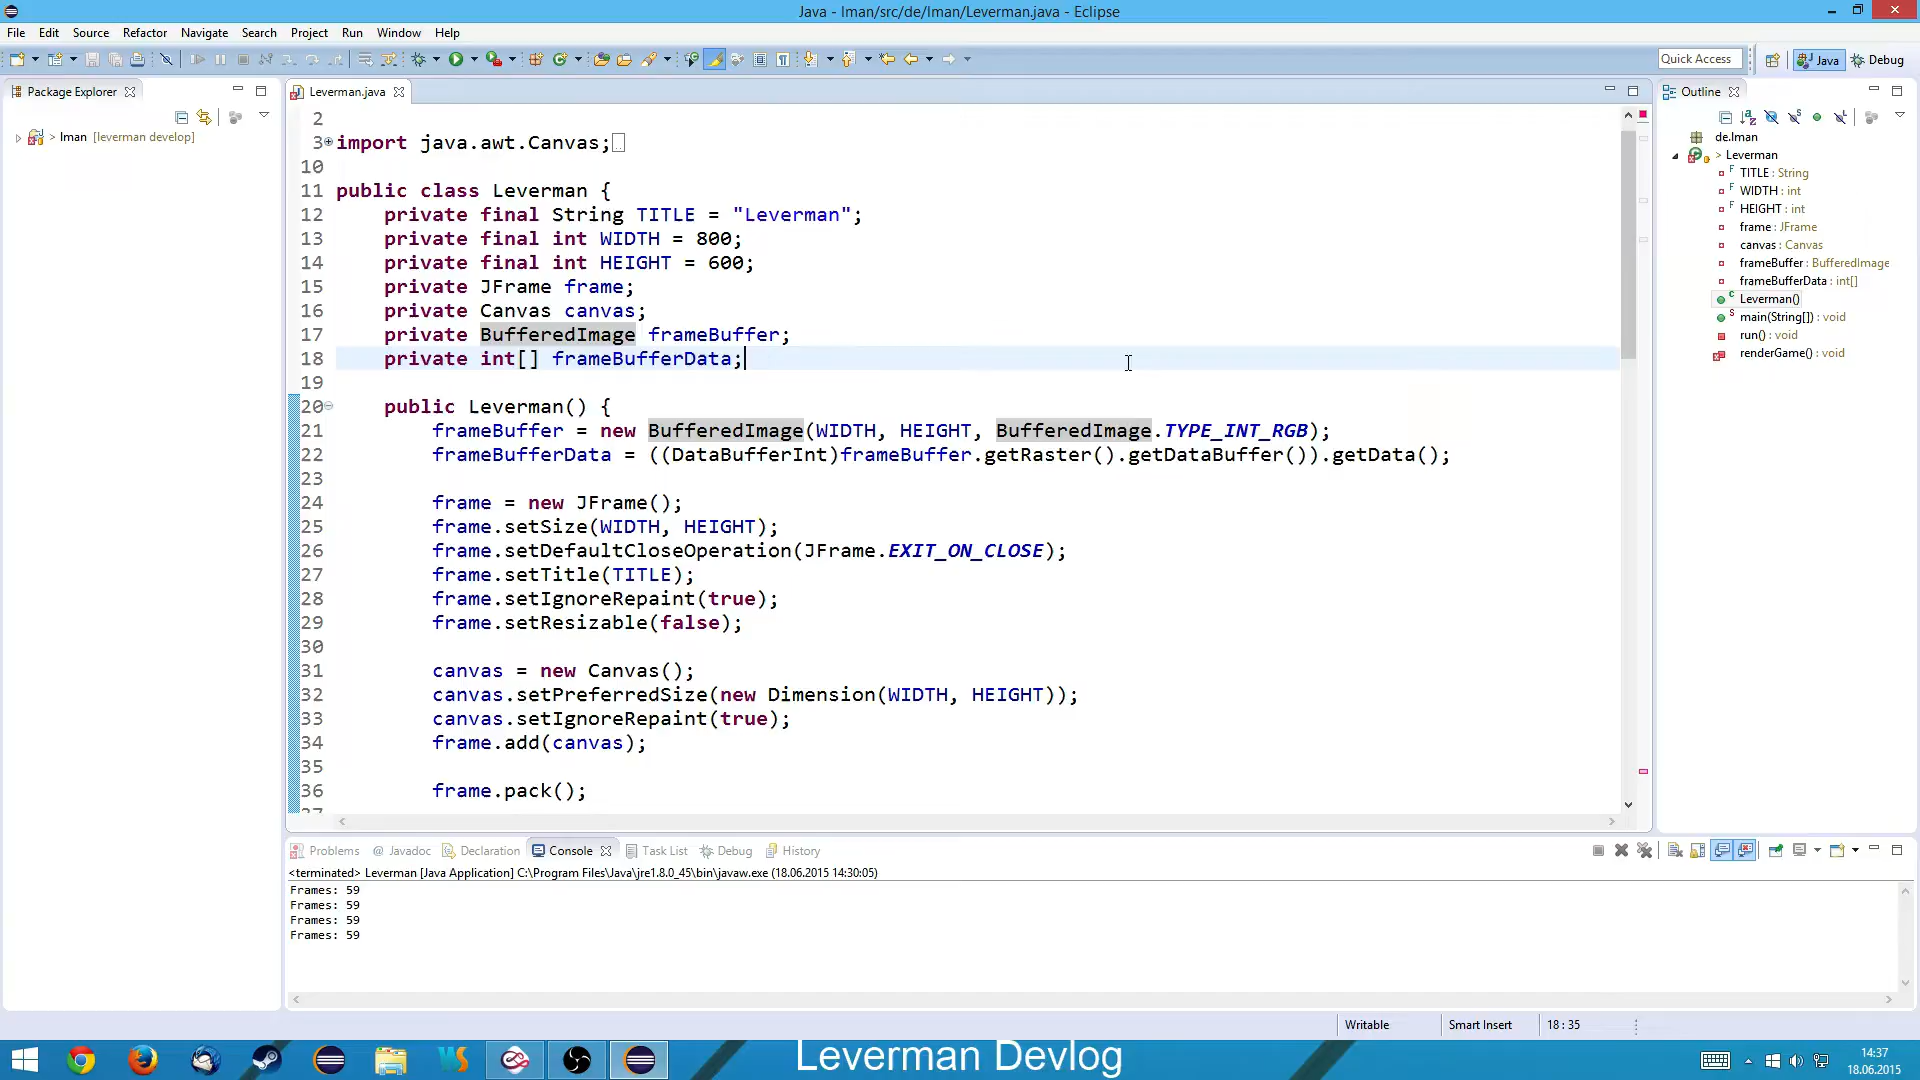 Java - lman/src/de/lman/Leverman.java - Eclipse
File Edit Source Refactor Navigate Search Project Run Window Help
Quick Access
Java
Debug
Package Explorer
> lman [leverman develop]
Leverman.java
2
3 import java.awt.Canvas;
10
11 public class Leverman {
12 private final String TITLE = "Leverman";
13 private final int WIDTH = 800;
14 private final int HEIGHT = 600;
15 private JFrame frame;
16 private Canvas canvas;
17 private BufferedImage frameBuffer;
18 private int[] frameBufferData;
19
20 public Leverman() {
21 frameBuffer = new BufferedImage(WIDTH, HEIGHT, BufferedImage.TYPE_INT_RGB);
22 frameBufferData = ((DataBufferInt)frameBuffer.getRaster().getDataBuffer()).getData();
23
24 frame = new JFrame();
25 frame.setSize(WIDTH, HEIGHT);
26 frame.setDefaultCloseOperation(JFrame.EXIT_ON_CLOSE);
27 frame.setTitle(TITLE);
28 frame.setIgnoreRepaint(true);
29 frame.setResizable(false);
30
31 canvas = new Canvas();
32 canvas.setPreferredSize(new Dimension(WIDTH, HEIGHT));
33 canvas.setIgnoreRepaint(true);
34 frame.add(canvas);
35
36 frame.pack();
Outline
de.lman
> Leverman
TITLE : String
WIDTH : int
HEIGHT : int
frame : JFrame
canvas : Canvas
frameBuffer : BufferedImage
frameBufferData : int[]
Leverman()
main(String[]) : void
run() : void
renderGame() : void
Problems @ Javadoc Declaration Console Task List Debug History
<terminated> Leverman [Java Application] C:\Program Files\Java\jre1.8.0_45\bin\javaw.exe (18.06.2015 14:30:05)
Frames: 59
Frames: 59
Frames: 59
Frames: 59
Writable Smart Insert 18 : 35
Leverman Devlog
14:37
18.06.2015